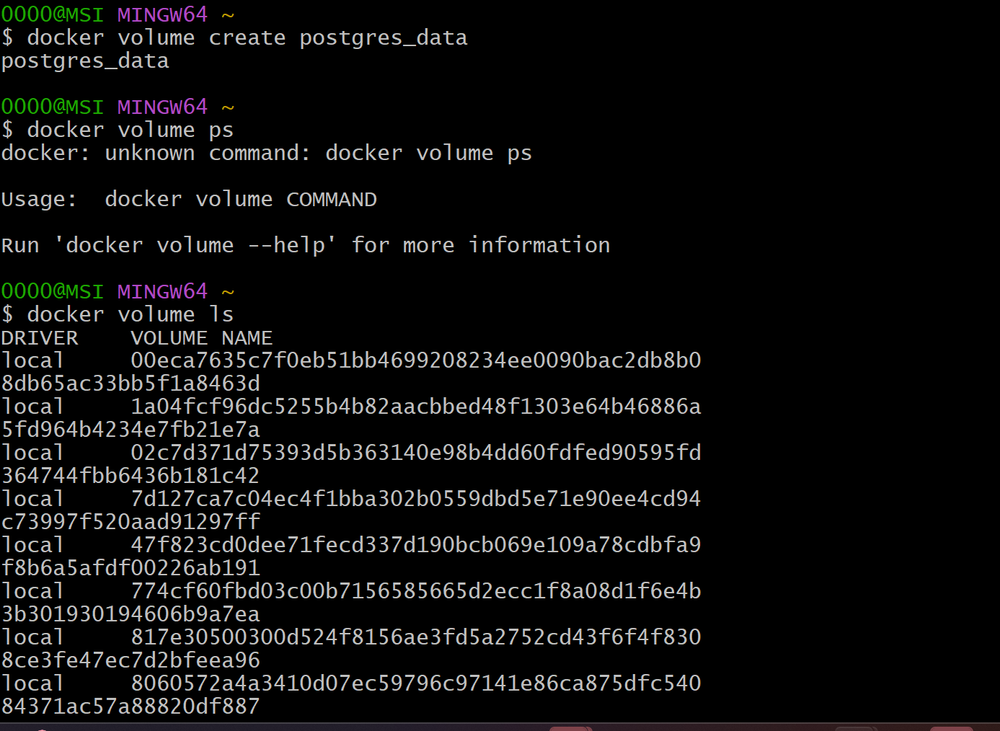 OOOO@MSI MINGW64 ~
$ docker volume create postgres_data
postgres_data
OOOO@MSI MINGW64 ~
$ docker volume ps
docker: unknown command: docker volume ps
Usage:  docker volume COMMAND
Run 'docker volume --help' for more information
OOOO@MSI MINGW64 ~
$ docker volume ls
DRIVER    VOLUME NAME
local     00eca7635c7f0eb51bb4699208234ee0090bac2db8b0
8db65ac33bb5f1a8463d
local     1a04fcf96dc5255b4b82aacbbed48f1303e64b46886a
5fd964b4234e7fb21e7a
local     02c7d371d75393d5b363140e98b4dd60fdfed90595fd
364744fbb6436b181c42
local     7d127ca7c04ec4f1bba302b0559dbd5e71e90ee4cd94
c73997f520aad91297ff
local     47f823cd0dee71fecd337d190bcb069e109a78cdbfa9
f8b6a5afdf00226ab191
local     774cf60fbd03c00b7156585665d2ecc1f8a08d1f6e4b
3b301930194606b9a7ea
local     817e30500300d524f8156ae3fd5a2752cd43f6f4f830
8ce3fe47ec7d2bfeea96
local     8060572a4a3410d07ec59796c97141e86ca875dfc540
84371ac57a88820df887